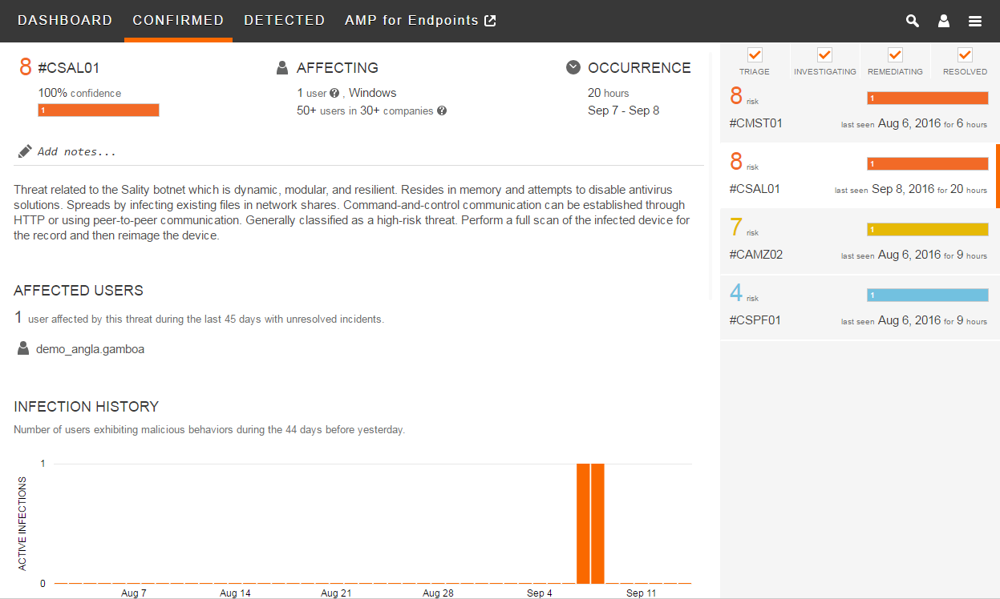 DASHBOARD CONFIRMED DETECTED AMP for Endpoints
8 #CSAL01
100% confidence
1
AFFECTING
1 user , Windows
50+ users in 30+ companies
OCCURRENCE
20 hours
Sep 7 - Sep 8
Add notes...
Threat related to the Sality botnet which is dynamic, modular, and resilient. Resides in memory and attempts to disable antivirus
solutions. Spreads by infecting existing files in network shares. Command-and-control communication can be established through
HTTP or using peer-to-peer communication. Generally classified as a high-risk threat. Perform a full scan of the infected device for
the record and then reimage the device.
AFFECTED USERS
1 user affected by this threat during the last 45 days with unresolved incidents.
demo_angla.gamboa
INFECTION HISTORY
Number of users exhibiting malicious behaviors during the 44 days before yesterday.
1
ACTIVE INFECTIONS
0
Aug 7 Aug 14 Aug 21 Aug 28 Sep 4 Sep 11
TRIAGE INVESTIGATING REMEDIATING RESOLVED
8 risk 1
#CMST01 last seen Aug 6, 2016 for 6 hours
8 risk 1
#CSAL01 last seen Sep 8, 2016 for 20 hours
7 risk 1
#CAMZ02 last seen Aug 6, 2016 for 9 hours
4 risk 1
#CSPF01 last seen Aug 6, 2016 for 9 hours